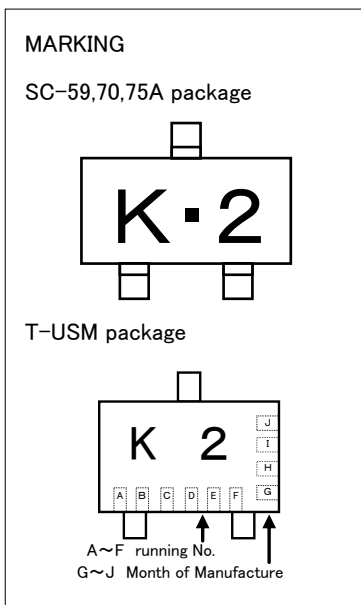 MARKING
SC-59,70,75A package
K・2
T-USM package
K 2
J
I
H
G
A B C D E F
A～F running No.
G～J Month of Manufacture